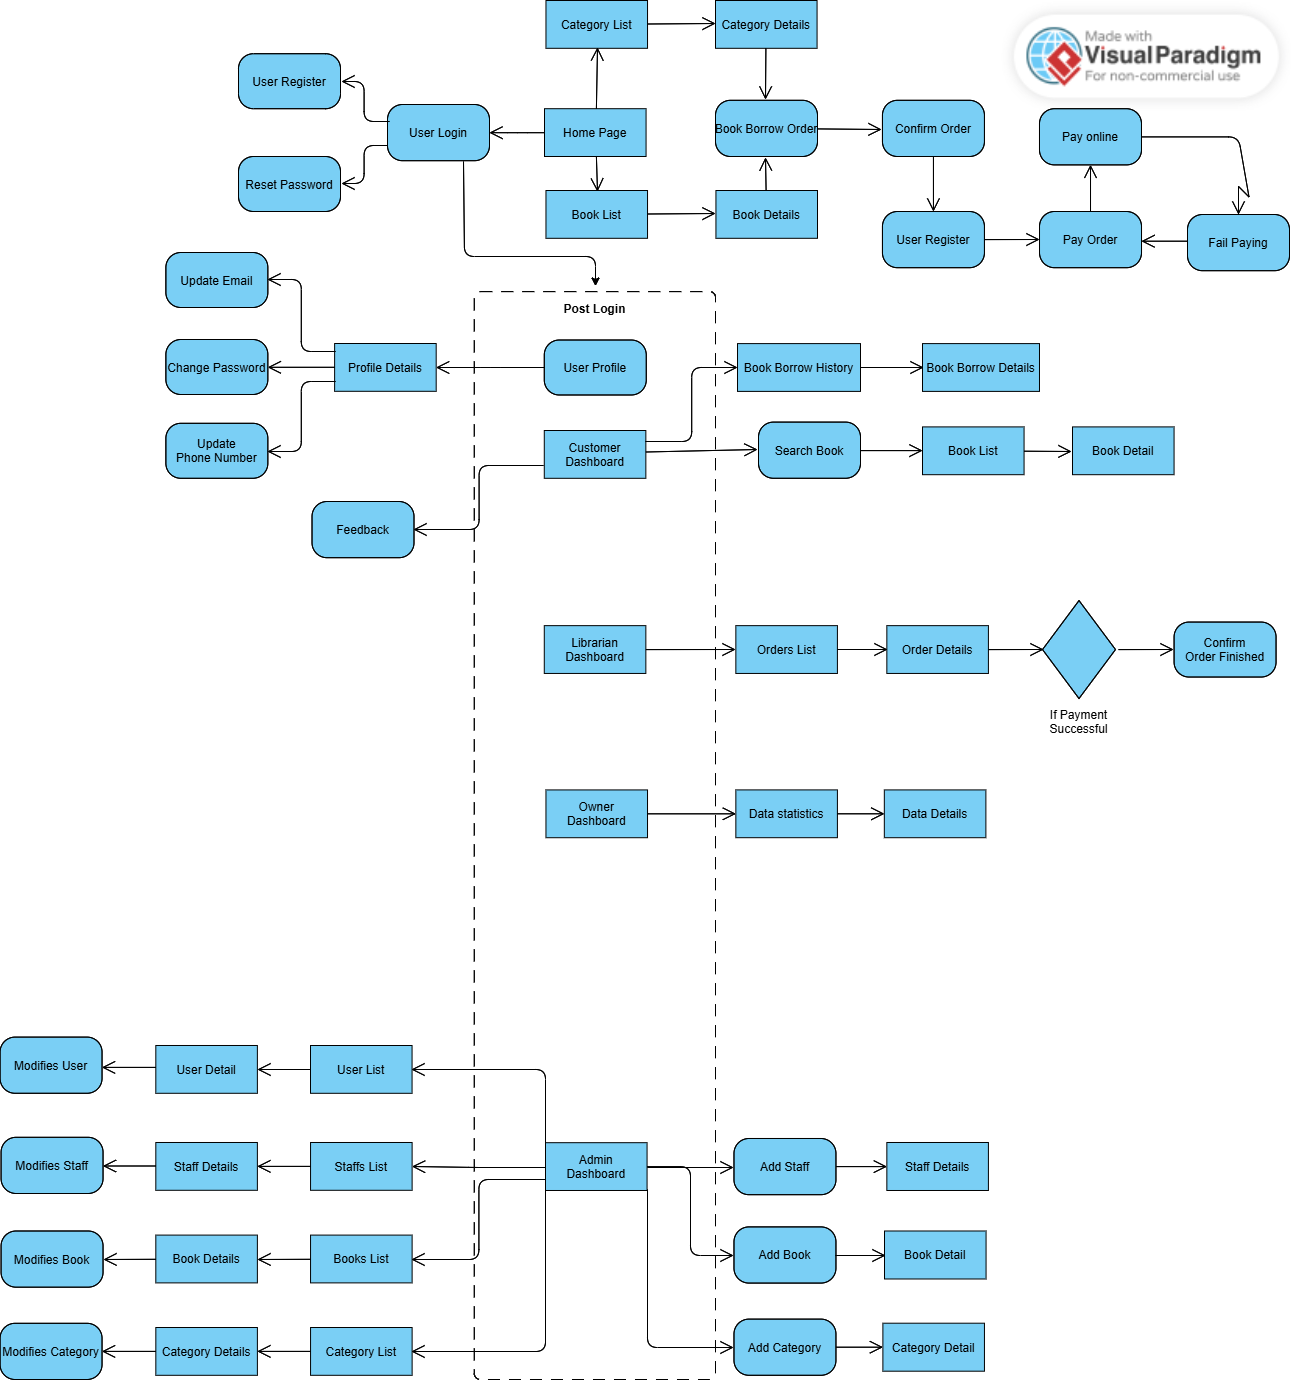 Category List
Category Details
Made with
Visual Paradigm
For non-commercial use
User Register
User Login
Home Page
Book Borrow Order
Confirm Order
Pay online
Reset Password
Book List
Book Details
User Register
Pay Order
Fail Paying
Update Email
Post Login
Change Password
Profile Details
User Profile
Book Borrow History
Book Borrow Details
Update
Phone Number
Customer
Dashboard
Search Book
Book List
Book Detail
Feedback
Librarian
Dashboard
Orders List
Order Details
Confirm
Order Finished
If Payment
Successful
Owner
Dashboard
Data statistics
Data Details
Modifies User
User Detail
User List
Modifies Staff
Staff Details
Staffs List
Admin
Dashboard
Add Staff
Staff Details
Modifies Book
Book Details
Books List
Add Book
Book Detail
Modifies Category
Category Details
Category List
Add Category
Category Detail